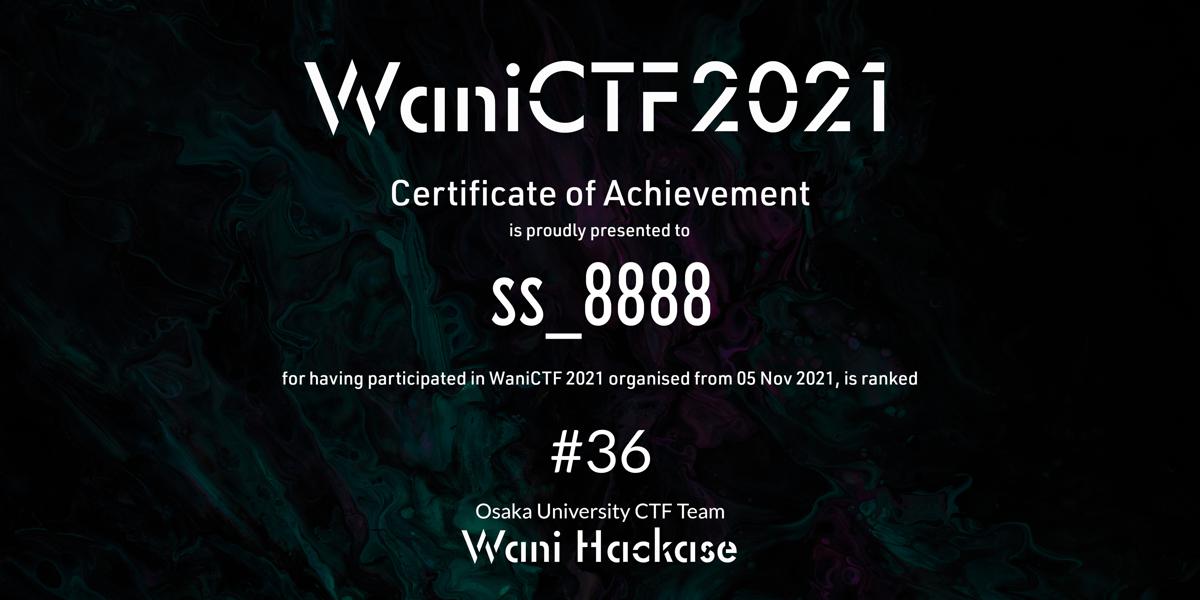 WaniCTF2021
Certificate of Achievement
is proudly presented to
ss_8888
for having participated in WaniCTF 2021 organised from 05 Nov 2021, is ranked
#36
Osaka University CTF Team
Wani Hackase